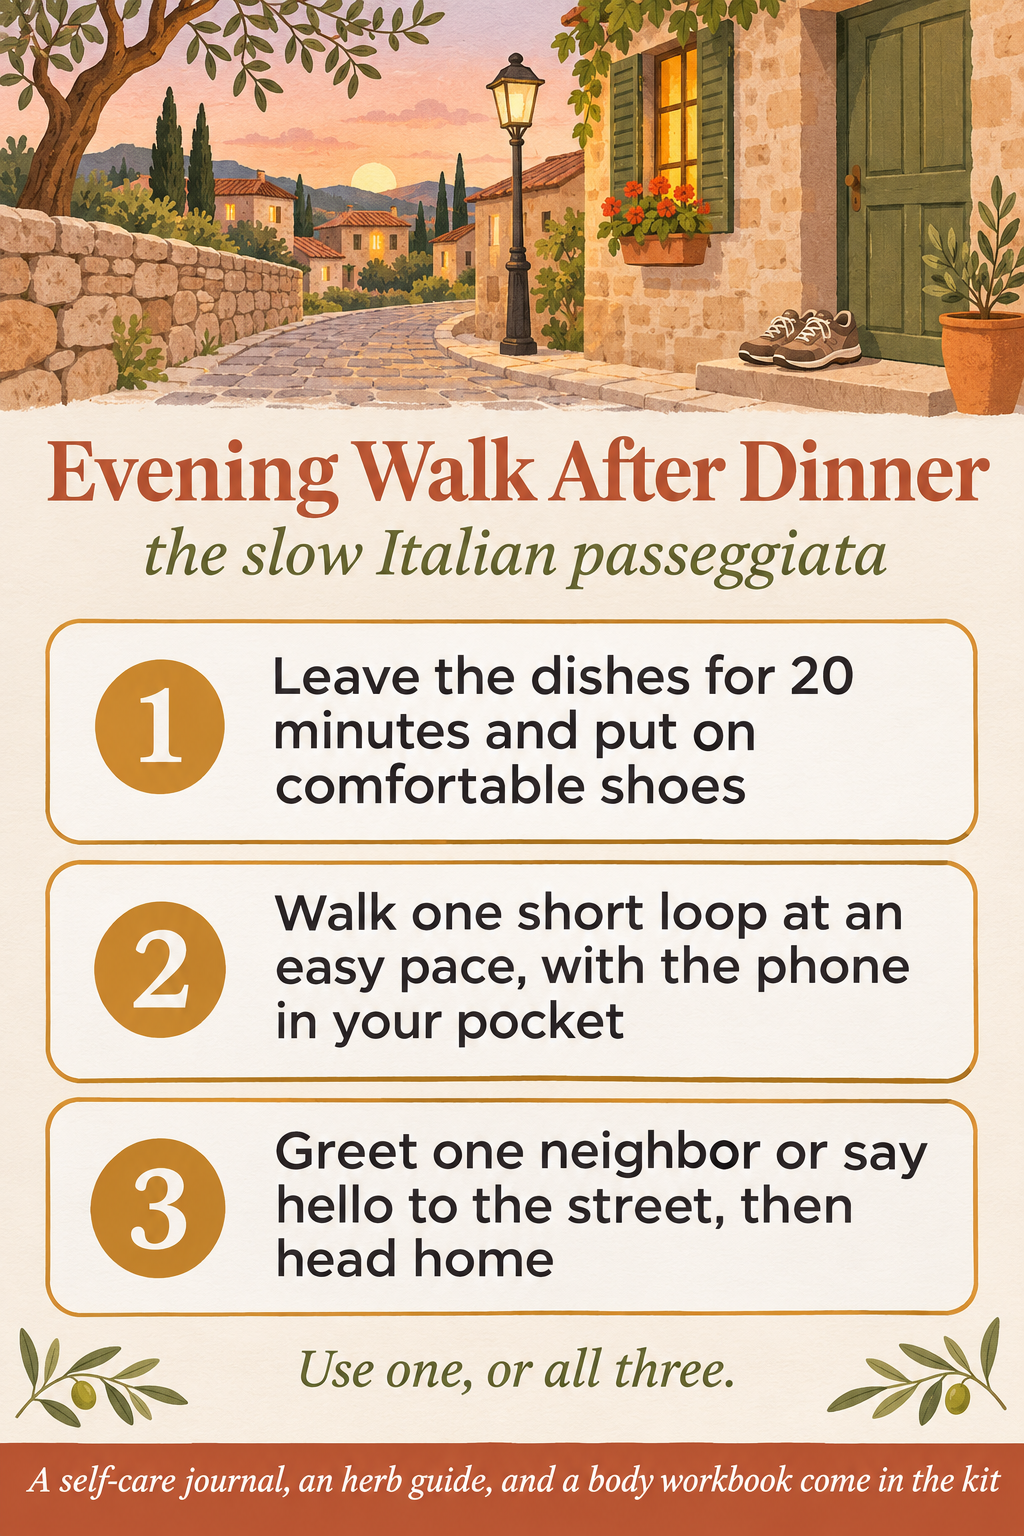 Evening Walk After Dinner
the slow Italian passeggiata
1
Leave the dishes for 20
minutes and put on
comfortable shoes
2
Walk one short loop at an
easy pace, with the phone
in your pocket
3
Greet one neighbor or say
hello to the street, then
head home
Use one, or all three.
A self-care journal, an herb guide, and a body workbook come in the kit